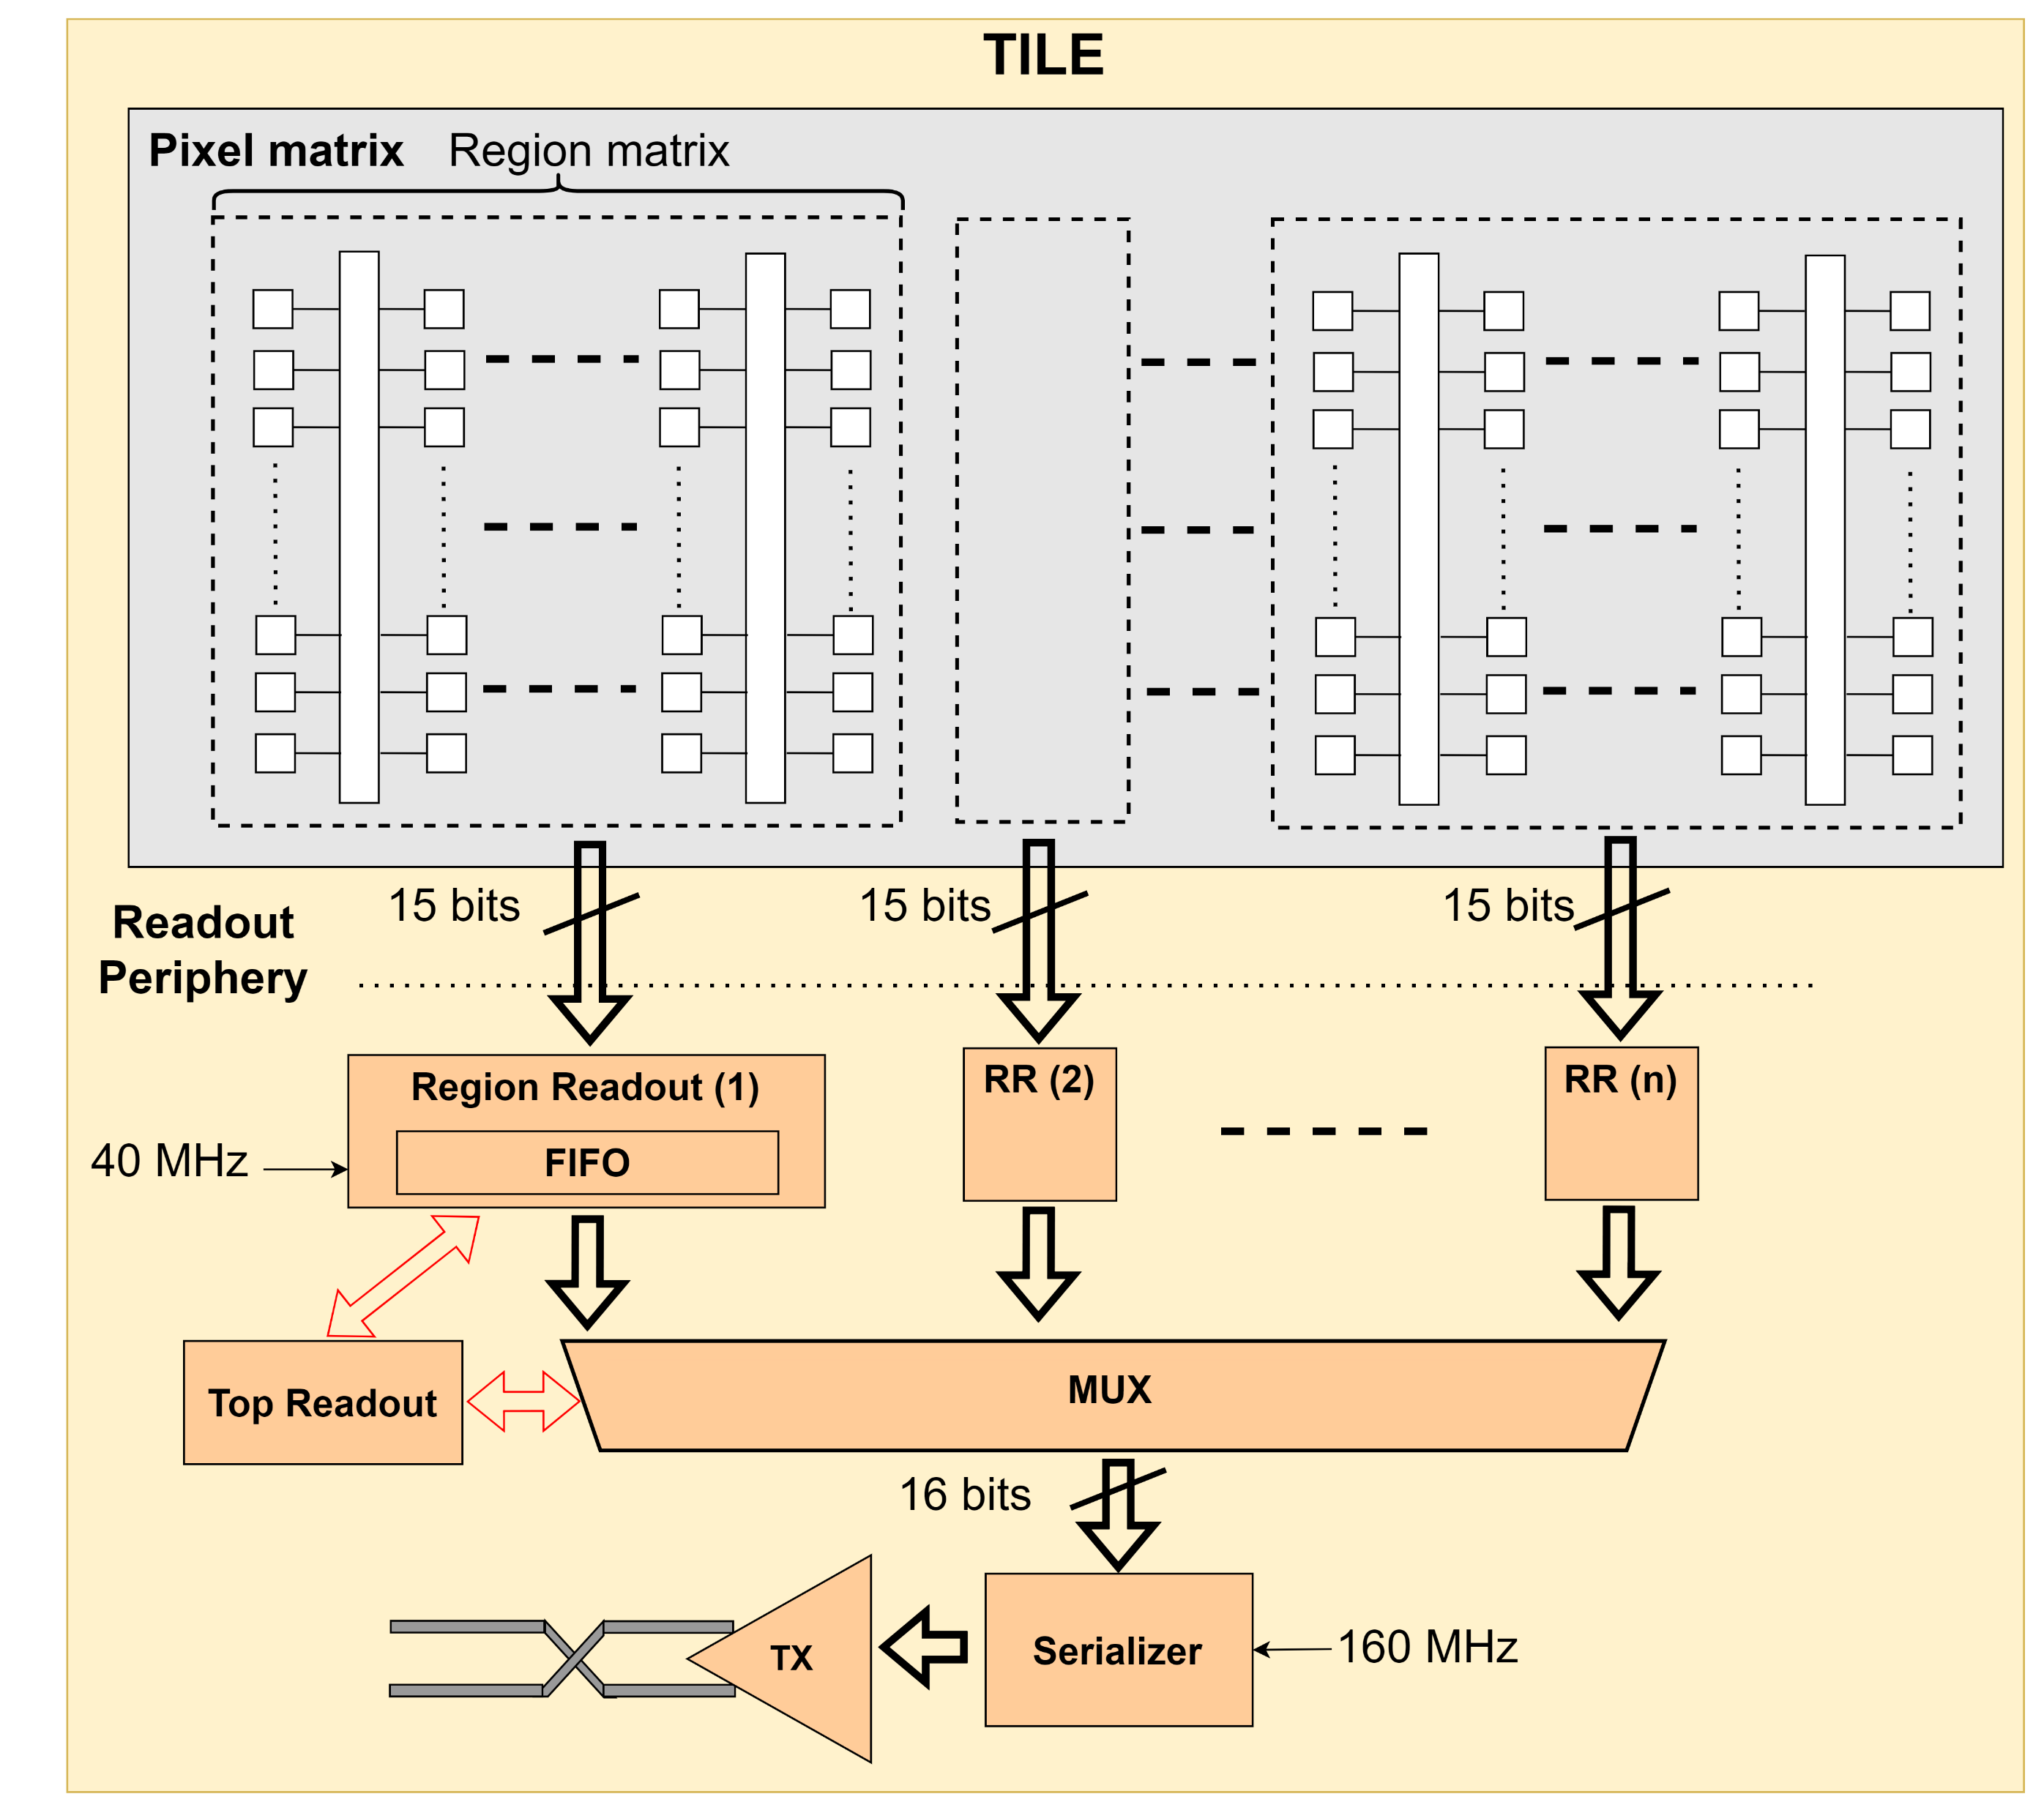 TILE
Pixel matrix
Region matrix
15 bits
15 bits
15 bits
Readout
Periphery
Region Readout (1)
RR (2)
RR (n)
40 MHz
FIFO
Top Readout
MUX
16 bits
TX
Serializer
160 MHz